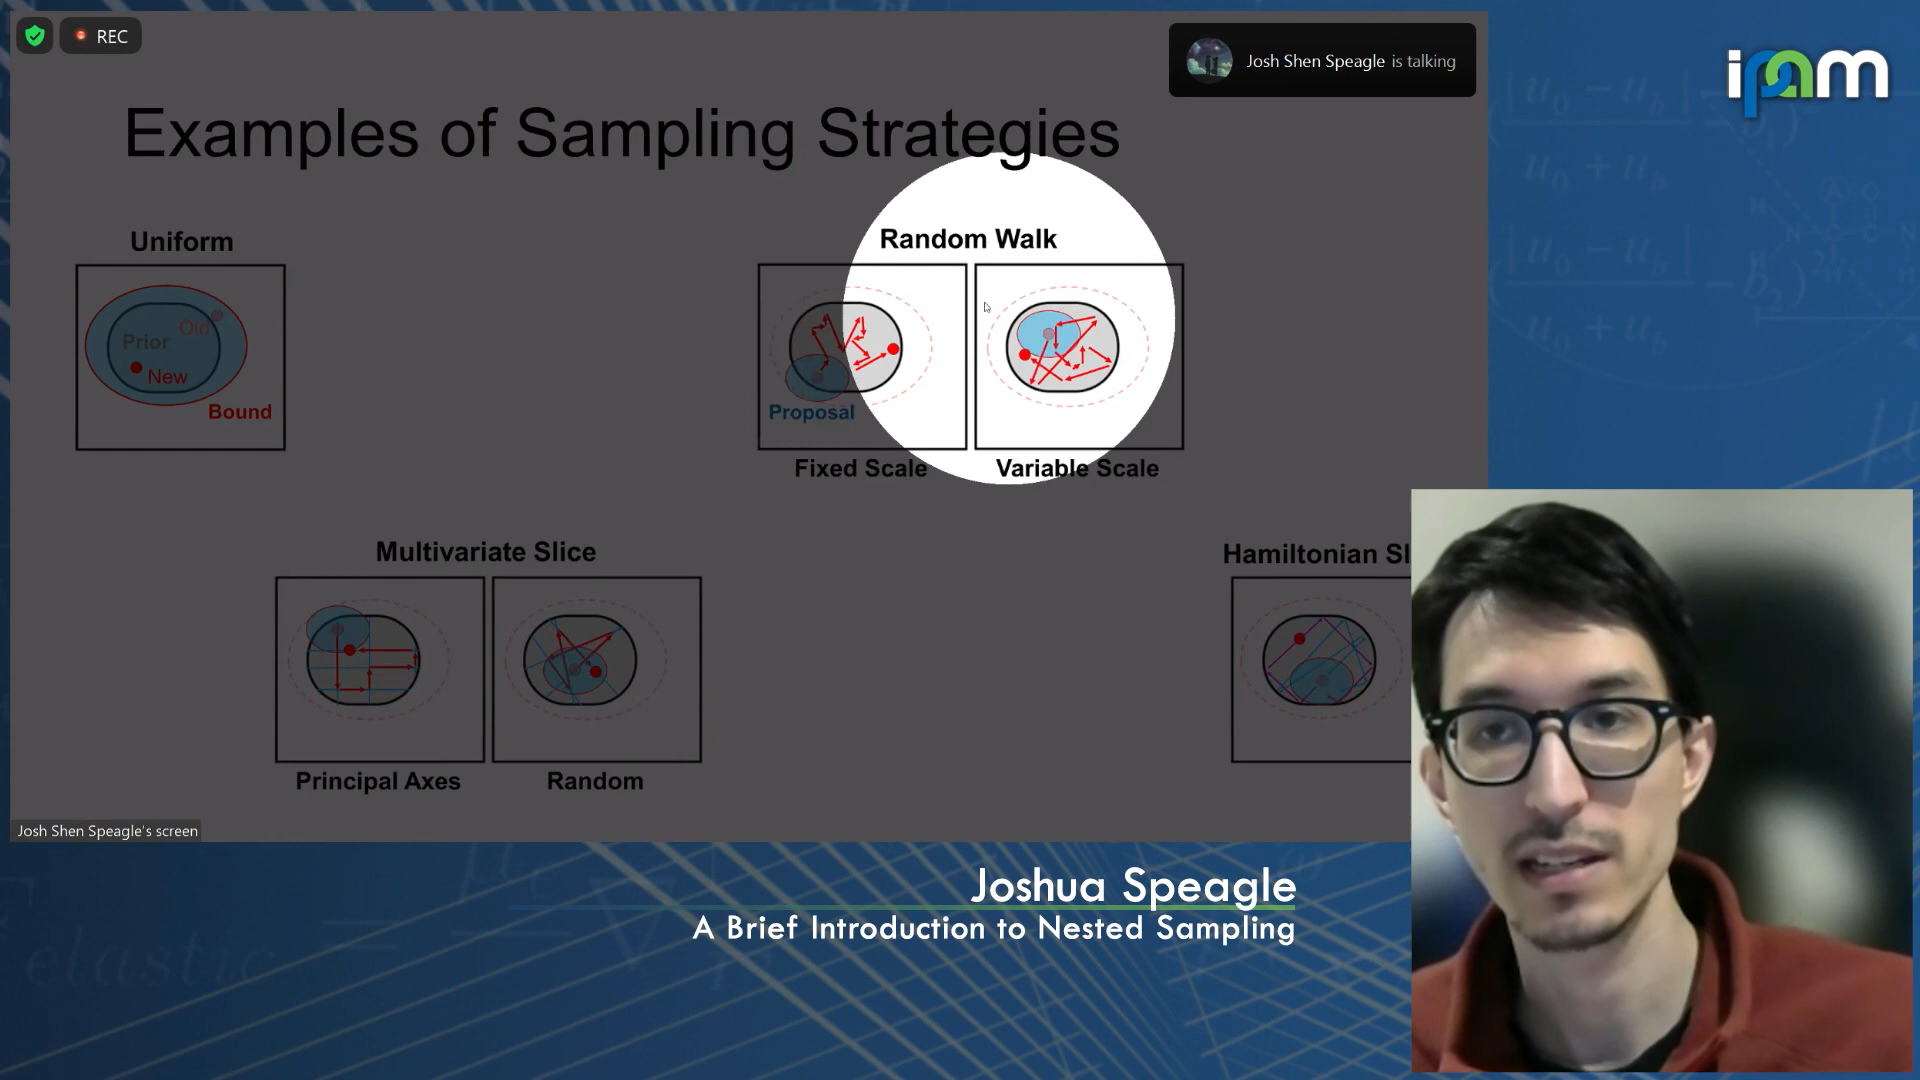 REC
Josh Shen Speagle is talking
ipam
Examples of Sampling Strategies
Uniform
Prior
Old
New
Bound
Random Walk
Proposal
Fixed Scale
Variable Scale
Multivariate Slice
Principal Axes
Random
Hamiltonian Sl
Josh Shen Speagle's screen
Joshua Speagle
A Brief Introduction to Nested Sampling
elastic